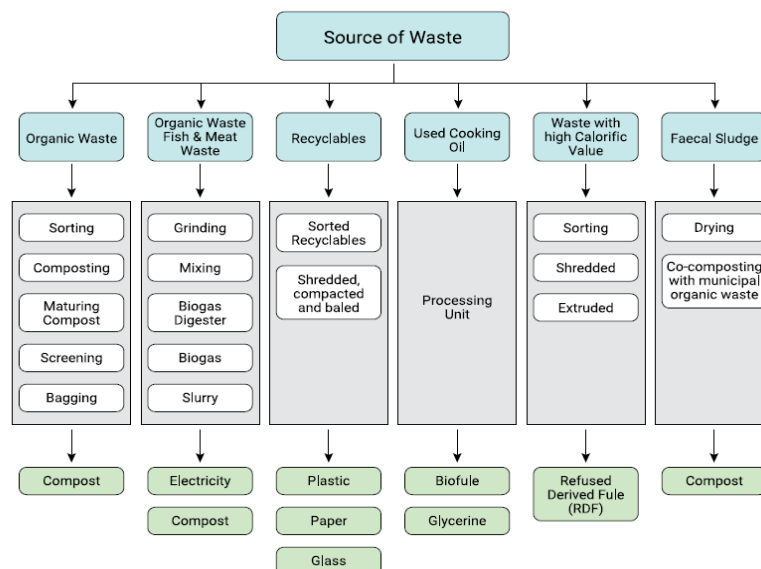 Source of Waste
Organic Waste
Organic Waste
Fish & Meat
Waste
Recyclables
Used Cooking
Oil
Waste with
high Calorific
Value
Faecal Sludge
Sorting
Composting
Maturing
Compost
Screening
Bagging
Grinding
Mixing
Biogas
Digester
Biogas
Slurry
Sorted
Recyclables
Shredded,
compacted
and baled
Processing
Unit
Sorting
Shredded
Extruded
Drying
Co-composting
with municipal
organic waste
Compost
Electricity
Compost
Plastic
Paper
Glass
Biofule
Glycerine
Refused
Derived Fule
(RDF)
Compost